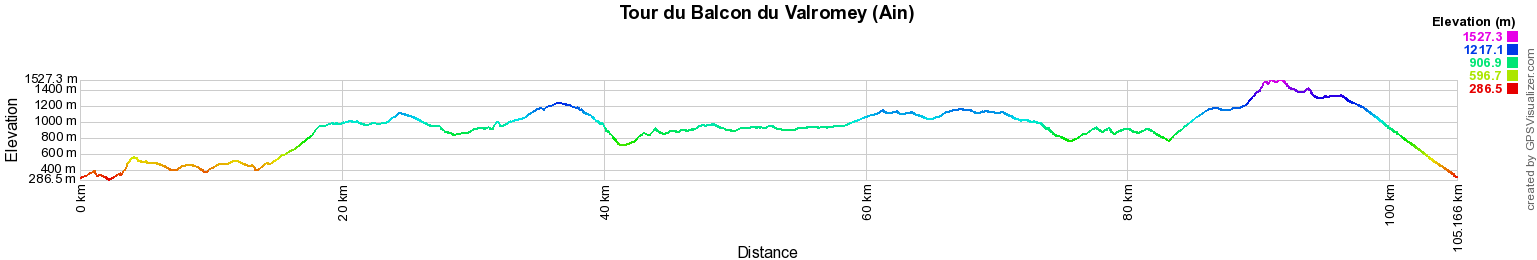 Tour du Balcon du Valromey (Ain)
Elevation (m)
1527.3
1217.1
906.9
596.7
286.5
Elevation
1527.3 m
1400 m
1200 m
1000 m
800 m
600 m
400 m
286.5 m
0 km
20 km
40 km
60 km
80 km
100 km
105.166 km
Distance
created by GPSVisualizer.com